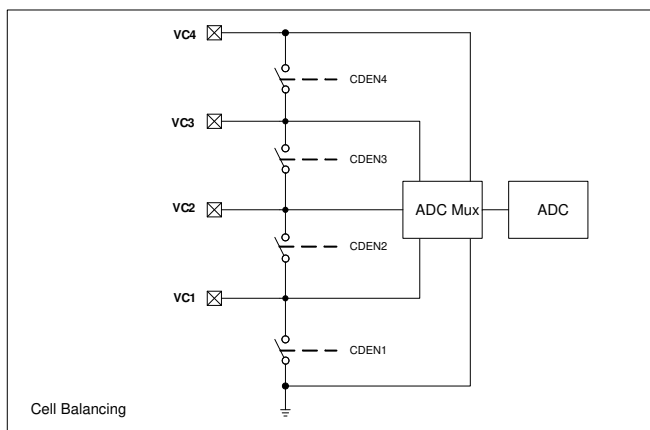 VC4
CDEN4
VC3
CDEN3
VC2
ADC Mux
ADC
CDEN2
VC1
CDEN1
Cell Balancing